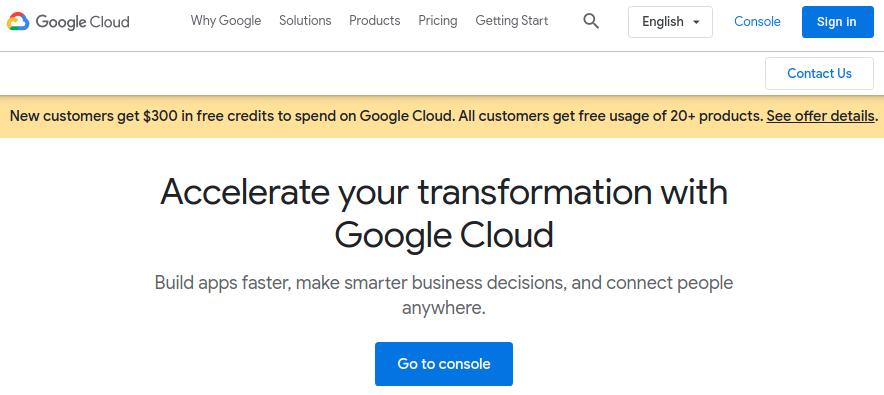 Google Cloud Why Google Solutions Products Pricing Getting Start English Console Sign in
Contact Us
New customers get $300 in free credits to spend on Google Cloud. All customers get free usage of 20+ products. See offer details.
Accelerate your transformation with
Google Cloud
Build apps faster, make smarter business decisions, and connect people
anywhere.
Go to console